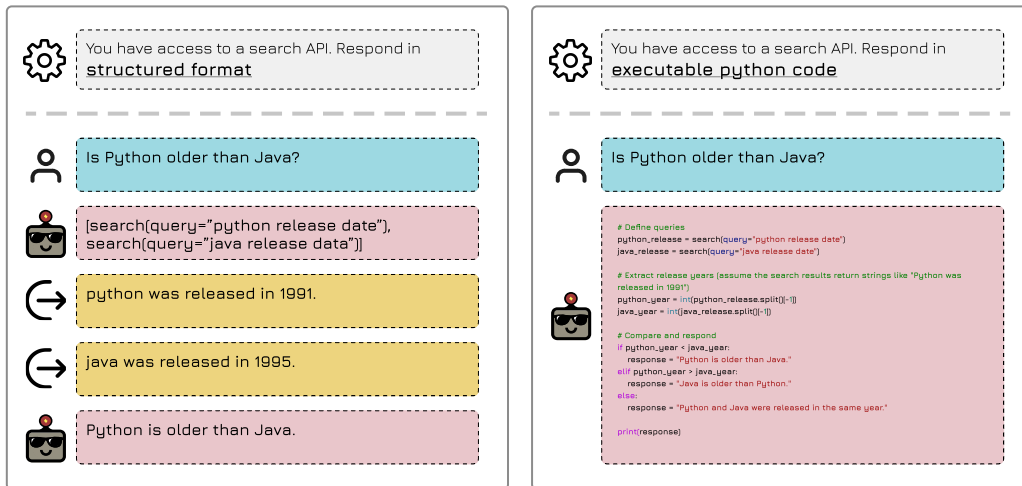 You have access to a search API. Respond in
structured format
Is Python older than Java?
[search(query="python release date"),
search(query="java release data")]
python was released in 1991.
java was released in 1995.
Python is older than Java.
You have access to a search API. Respond in
executable python code
Is Python older than Java?
# Define queries
python_release = search(query="python release date")
java_release = search(query="java release date")
# Extract release years (assume the search results return strings like "Python was
released in 1991")
python_year = int(python_release.split()[-1])
java_year = int(java_release.split()[-1])
# Compare and respond
if python_year < java_year:
response = "Python is older than Java."
elif python_year > java_year:
response = "Java is older than Python."
else:
response = "Python and Java were released in the same year."
print(response)